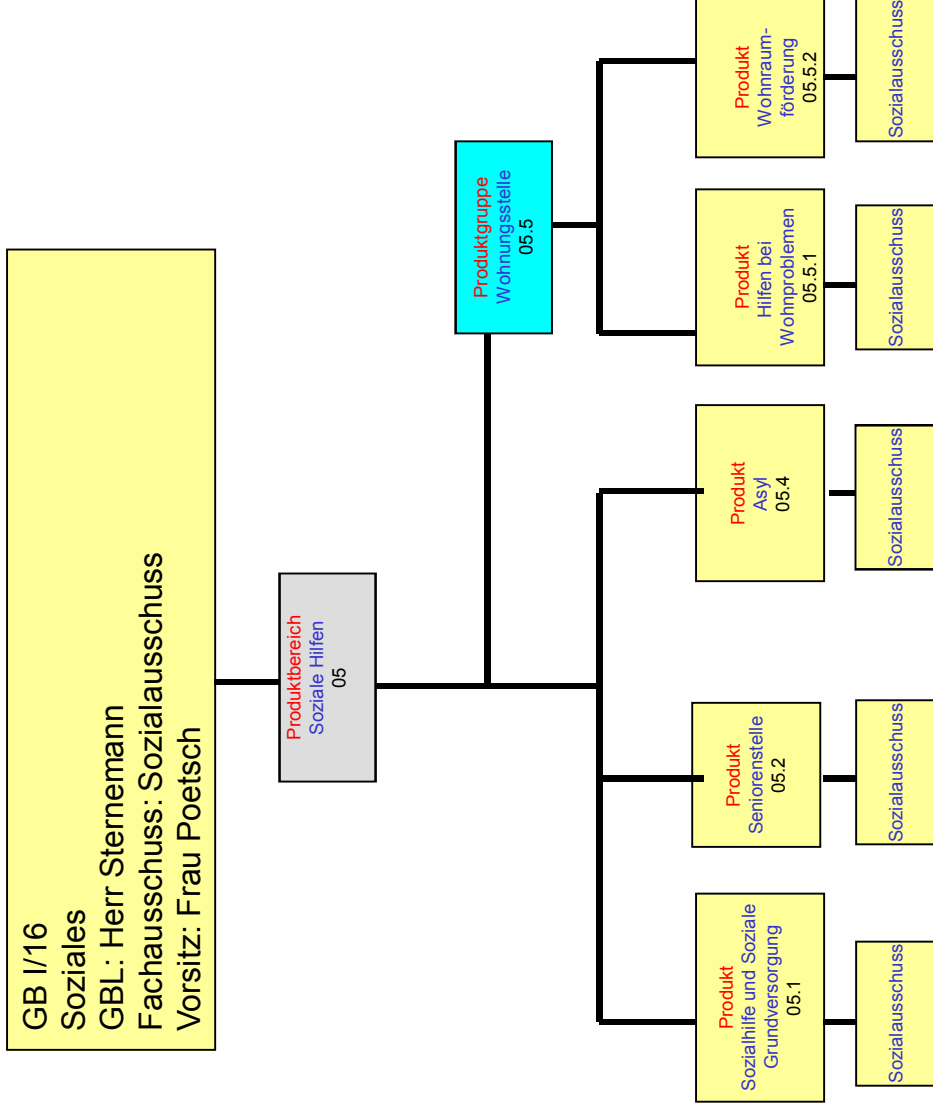 GB I/16
Soziales
GBL: Herr Sternemann
Fachausschuss: Sozialausschuss
Vorsitz: Frau Poetsch
Produktbereich
Soziale Hilfen
05
Produktgruppe
Wohnungsstelle
05.5
Produkt
Sozialhilfe und Soziale
Grundversorgung
05.1
Produkt
Seniorenstelle
05.2
Produkt
Asyl
05.4
Produkt
Hilfen bei
Wohnproblemen
05.5.1
Produkt
Wohnraum-
förderung
05.5.2
Sozialausschuss
Sozialausschuss
Sozialausschuss
Sozialausschuss
Sozialausschuss